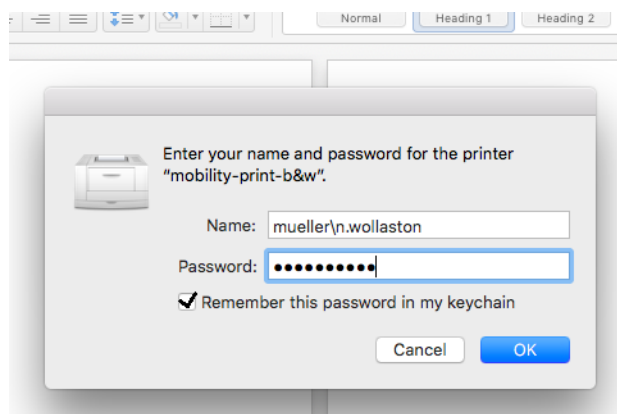 Normal
Heading 1
Heading 2
Enter your name and password for the printer
“mobility-print-b&w”.
Name: mueller\n.wollaston
Password: ●●●●●●●●●●
Remember this password in my keychain
Cancel OK